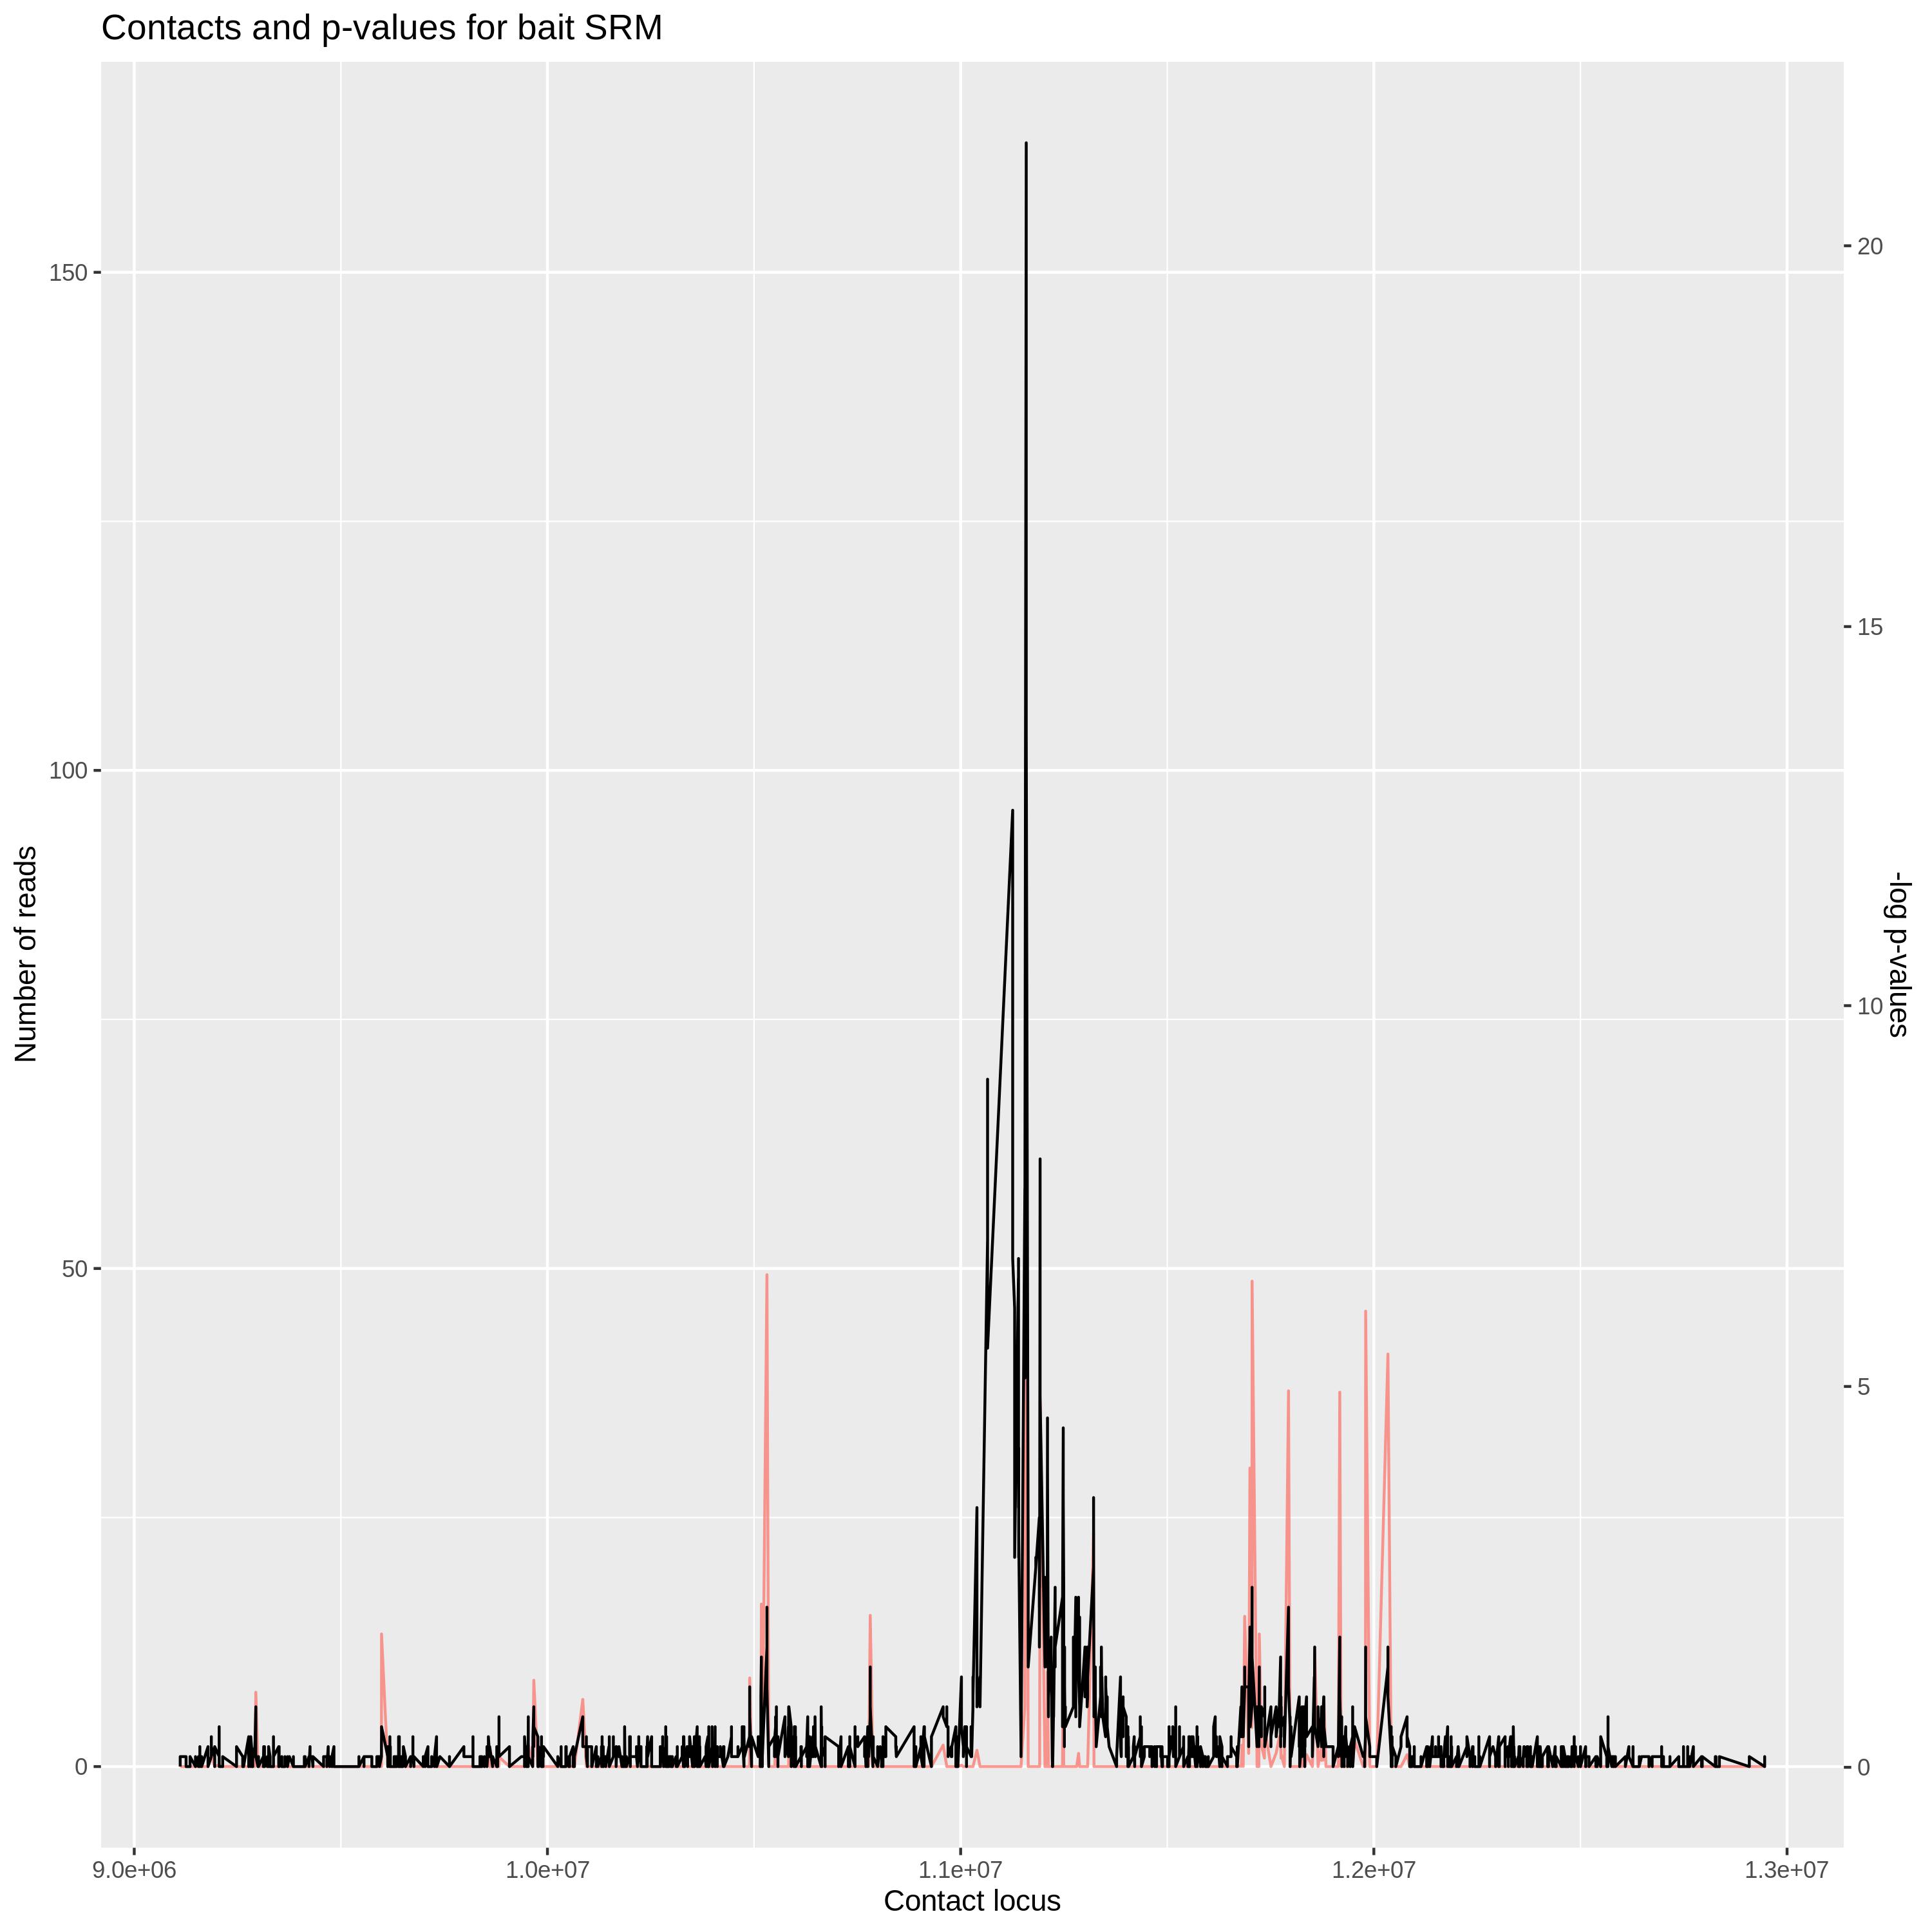 Contacts and p-values for bait SRM
Number of reads
150
100
50
0
20
15
10
5
0
-log p-values
9.0e+06
1.0e+07
1.1e+07
1.2e+07
1.3e+07
Contact locus